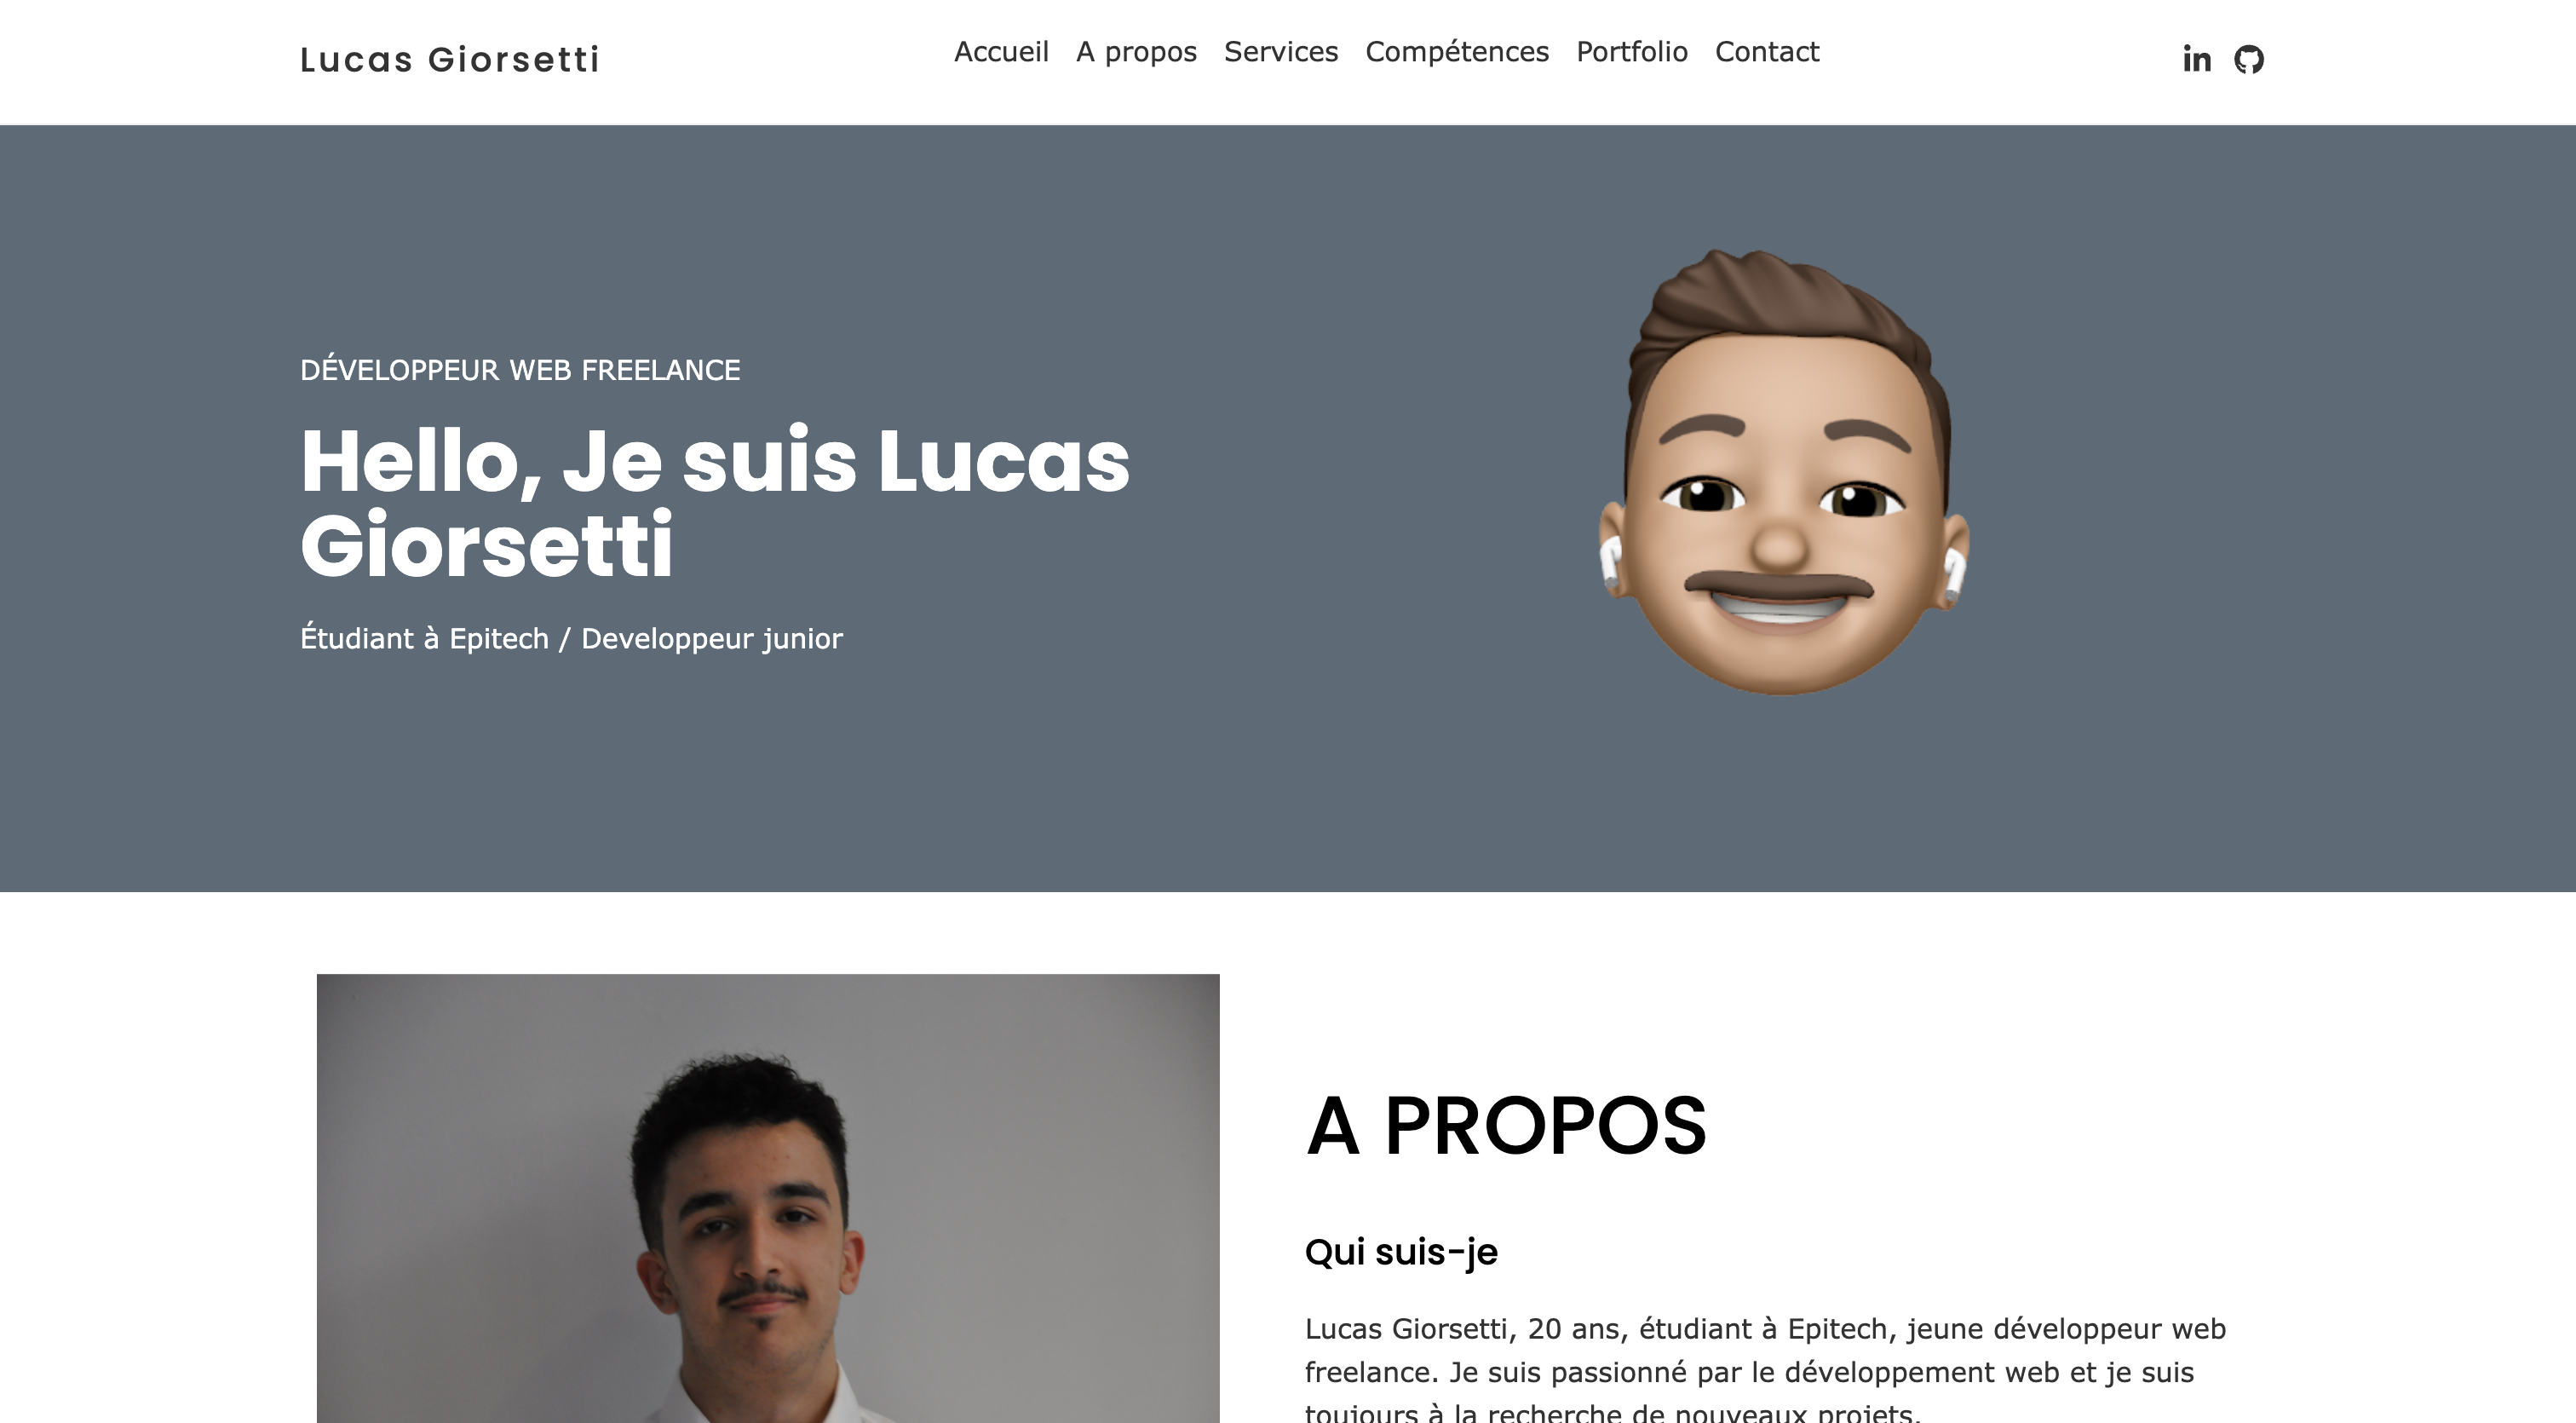 Lucas Giorsetti
Accueil A propos Services Compétences Portfolio Contact
in
DÉVELOPPEUR WEB FREELANCE
Hello, Je suis Lucas
Giorsetti
Étudiant à Epitech / Developpeur junior
A PROPOS
Qui suis-je
Lucas Giorsetti, 20 ans, étudiant à Epitech, jeune développeur web
freelance. Je suis passionné par le développement web et je suis
toujours à la recherche de nouveaux projets.